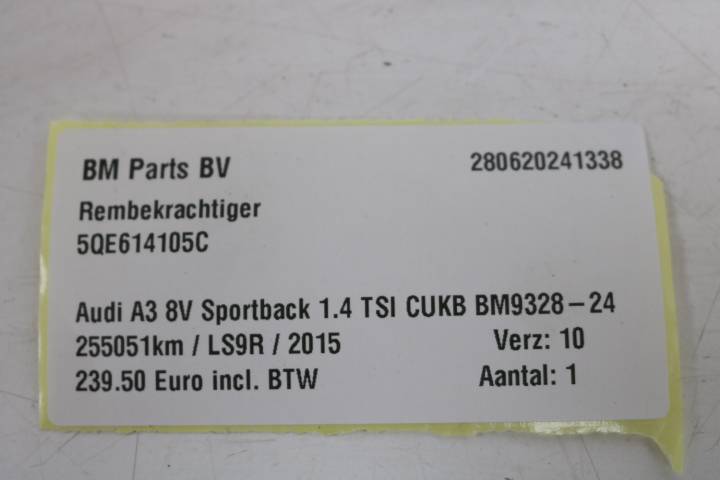 BM Parts BV 280620241338
Rembekrachtiger
5QE614105C
Audi A3 8V Sportback 1.4 TSI CUKB BM9328-24
255051km / LS9R / 2015 Verz: 10
239.50 Euro incl. BTW Aantal: 1